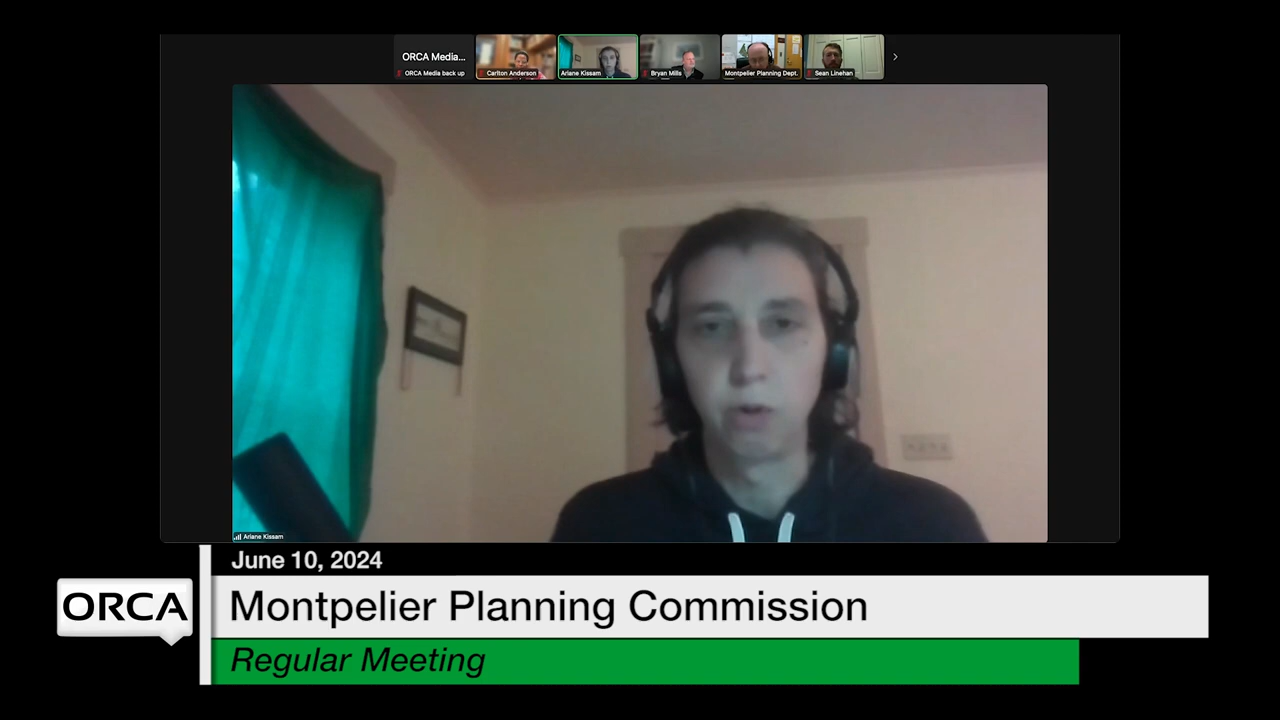 ORCA Media...
ORCA Media back up
Carlton Anderson
Ariane Kissam
Bryan Mills
Montpelier Planning Dept.
Sean Linehan
Ariane Kissam
June 10, 2024
ORCA
Montpelier Planning Commission
Regular Meeting